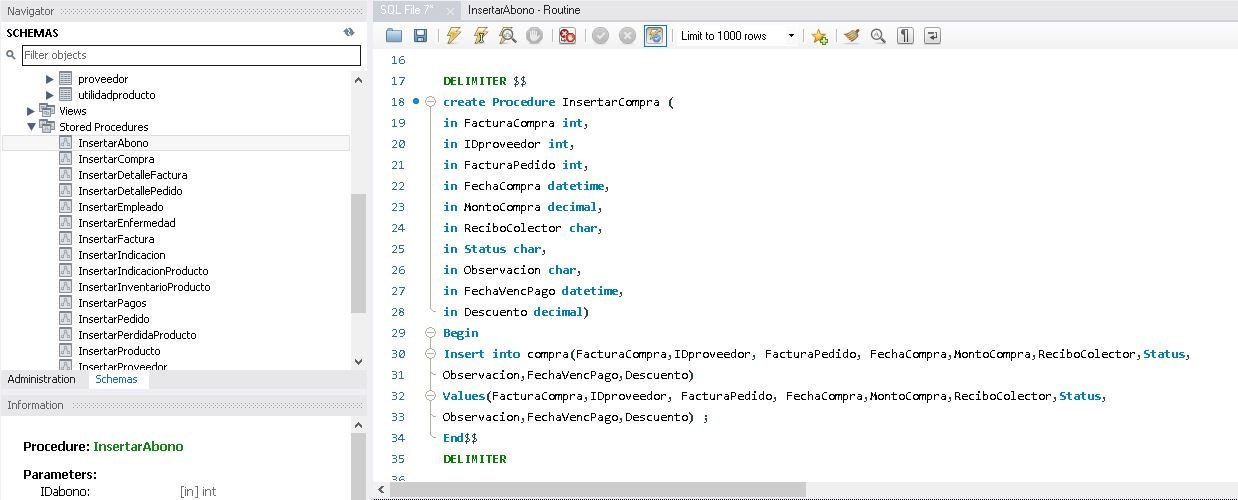 Navigator
SCHEMAS
Filter objects
proveedor
utilidadproducto
Views
Stored Procedures
InsertarAbono
InsertarCompra
InsertarDetalleFactura
InsertarDetallePedido
InsertarEmpleado
InsertarEnfermedad
InsertarFactura
InsertarIndicacion
InsertarIndicacionProducto
InsertarInventarioProducto
InsertarPagos
InsertarPedido
InsertarPerdidaProducto
InsertarProducto
InsertarProveedor
Administration Schemas
Information
Procedure: InsertarAbono
Parameters:
IDabono: [in] int
SQL File 7* InsertarAbono - Routine
Limit to 1000 rows
16
17 DELIMITER $$
18 create Procedure InsertarCompra (
19 in FacturaCompra int,
20 in IDproveedor int,
21 in FacturaPedido int,
22 in FechaCompra datetime,
23 in MontoCompra decimal,
24 in ReciboColector char,
25 in Status char,
26 in Observacion char,
27 in FechaVencPago datetime,
28 in Descuento decimal)
29 Begin
30 Insert into compra(FacturaCompra,IDproveedor, FacturaPedido, FechaCompra,MontoCompra,ReciboColector,Status,
31 Observacion,FechaVencPago,Descuento)
32 Values(FacturaCompra,IDproveedor, FacturaPedido, FechaCompra,MontoCompra,ReciboColector,Status,
33 Observacion,FechaVencPago,Descuento) ;
34 End$$
35 DELIMITER
36